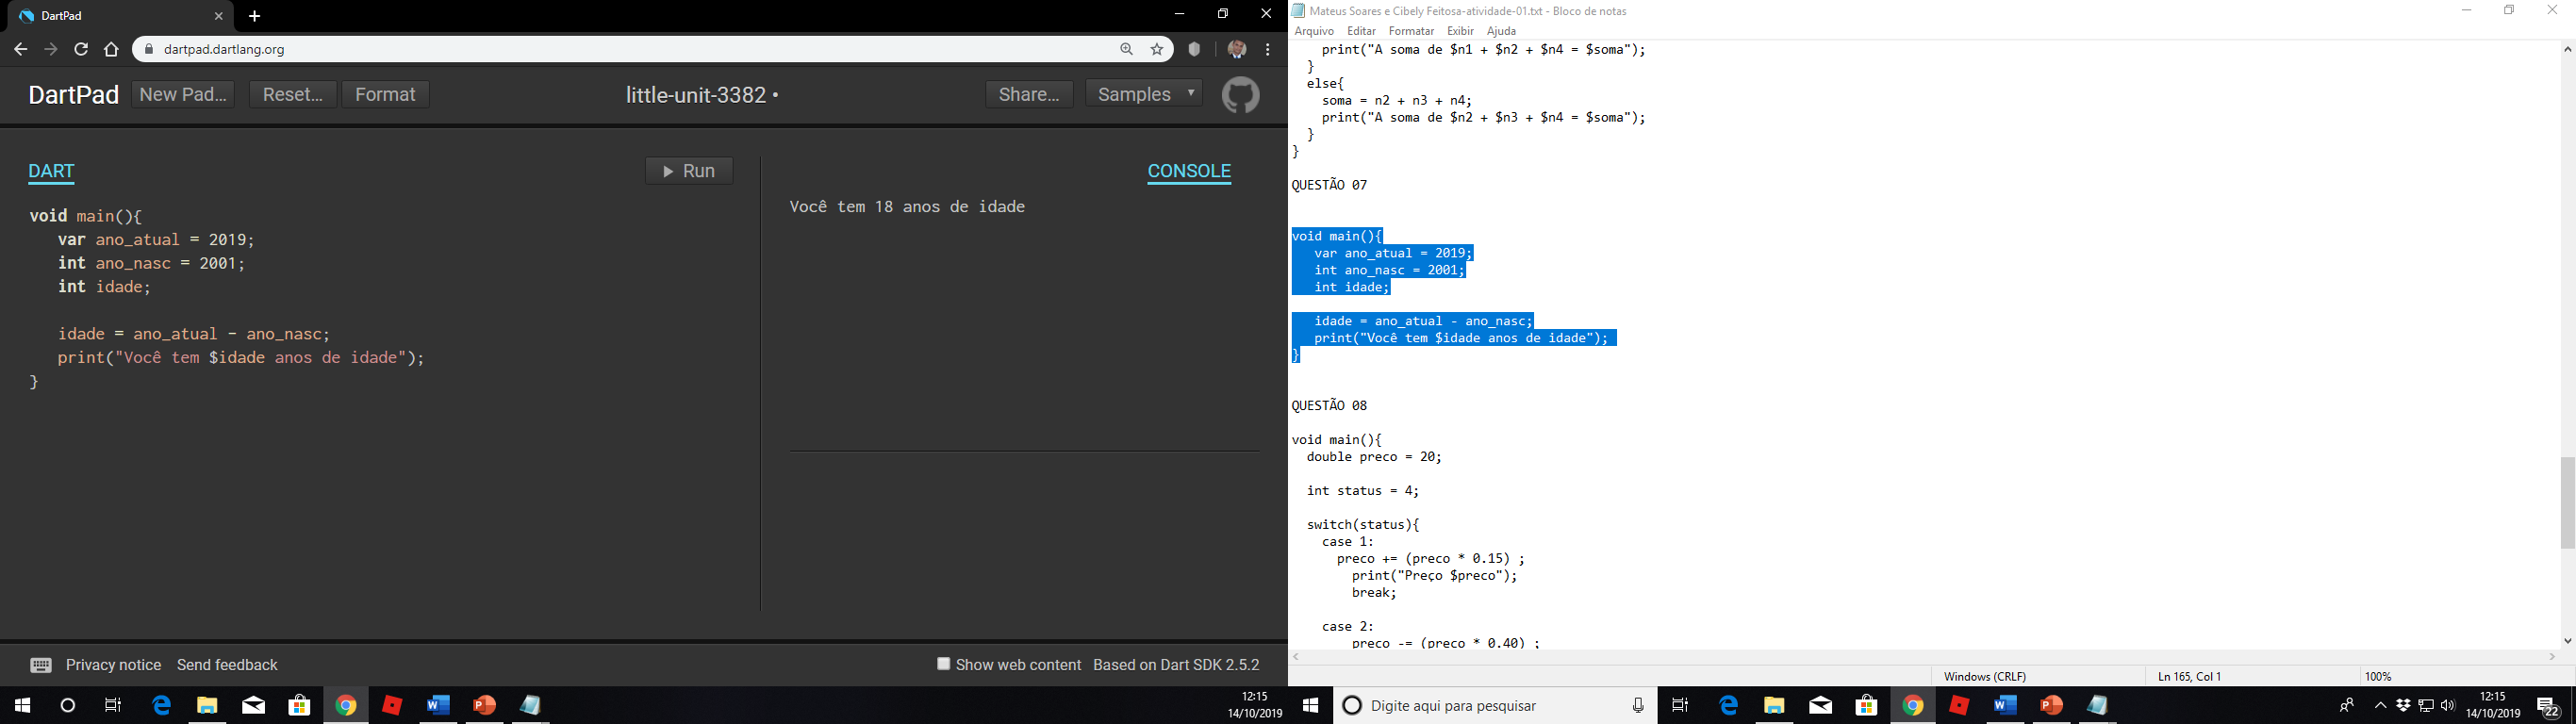 DartPad
dartpad.dartlang.org
DartPad
New Pad...
Reset...
Format
little-unit-3382 •
Share...
Samples
DART
Run
CONSOLE
void main(){
var ano_atual = 2019;
int ano_nasc = 2001;
int idade;
idade = ano_atual - ano_nasc;
print("Você tem $idade anos de idade");
}
Você tem 18 anos de idade
Privacy notice
Send feedback
Show web content
Based on Dart SDK 2.5.2
12:15
14/10/2019
Mateus Soares e Cibely Feitosa-atividade-01.txt - Bloco de notas
Arquivo Editar Formatar Exibir Ajuda
print("A soma de $n1 + $n2 + $n4 = $soma");
}
else{
soma = n2 + n3 + n4;
print("A soma de $n2 + $n3 + $n4 = $soma");
}
}
QUESTÃO 07
void main(){
var ano_atual = 2019;
int ano_nasc = 2001;
int idade;
idade = ano_atual - ano_nasc;
print("Você tem $idade anos de idade");
}
QUESTÃO 08
void main(){
double preco = 20;
int status = 4;
switch(status){
case 1:
preco += (preco * 0.15) ;
print("Preço $preco");
break;
case 2:
preco -= (preco * 0.40) ;
Windows (CRLF)
Ln 165, Col 1
100%
Digite aqui para pesquisar
12:15
14/10/2019
22